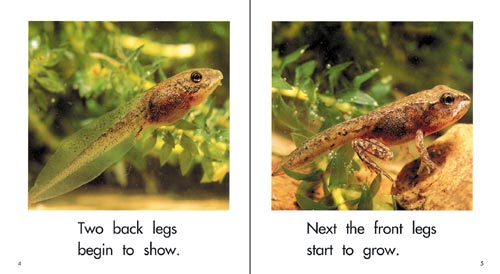 Two back legs
begin to show.
4
Next the front legs
start to grow.
5